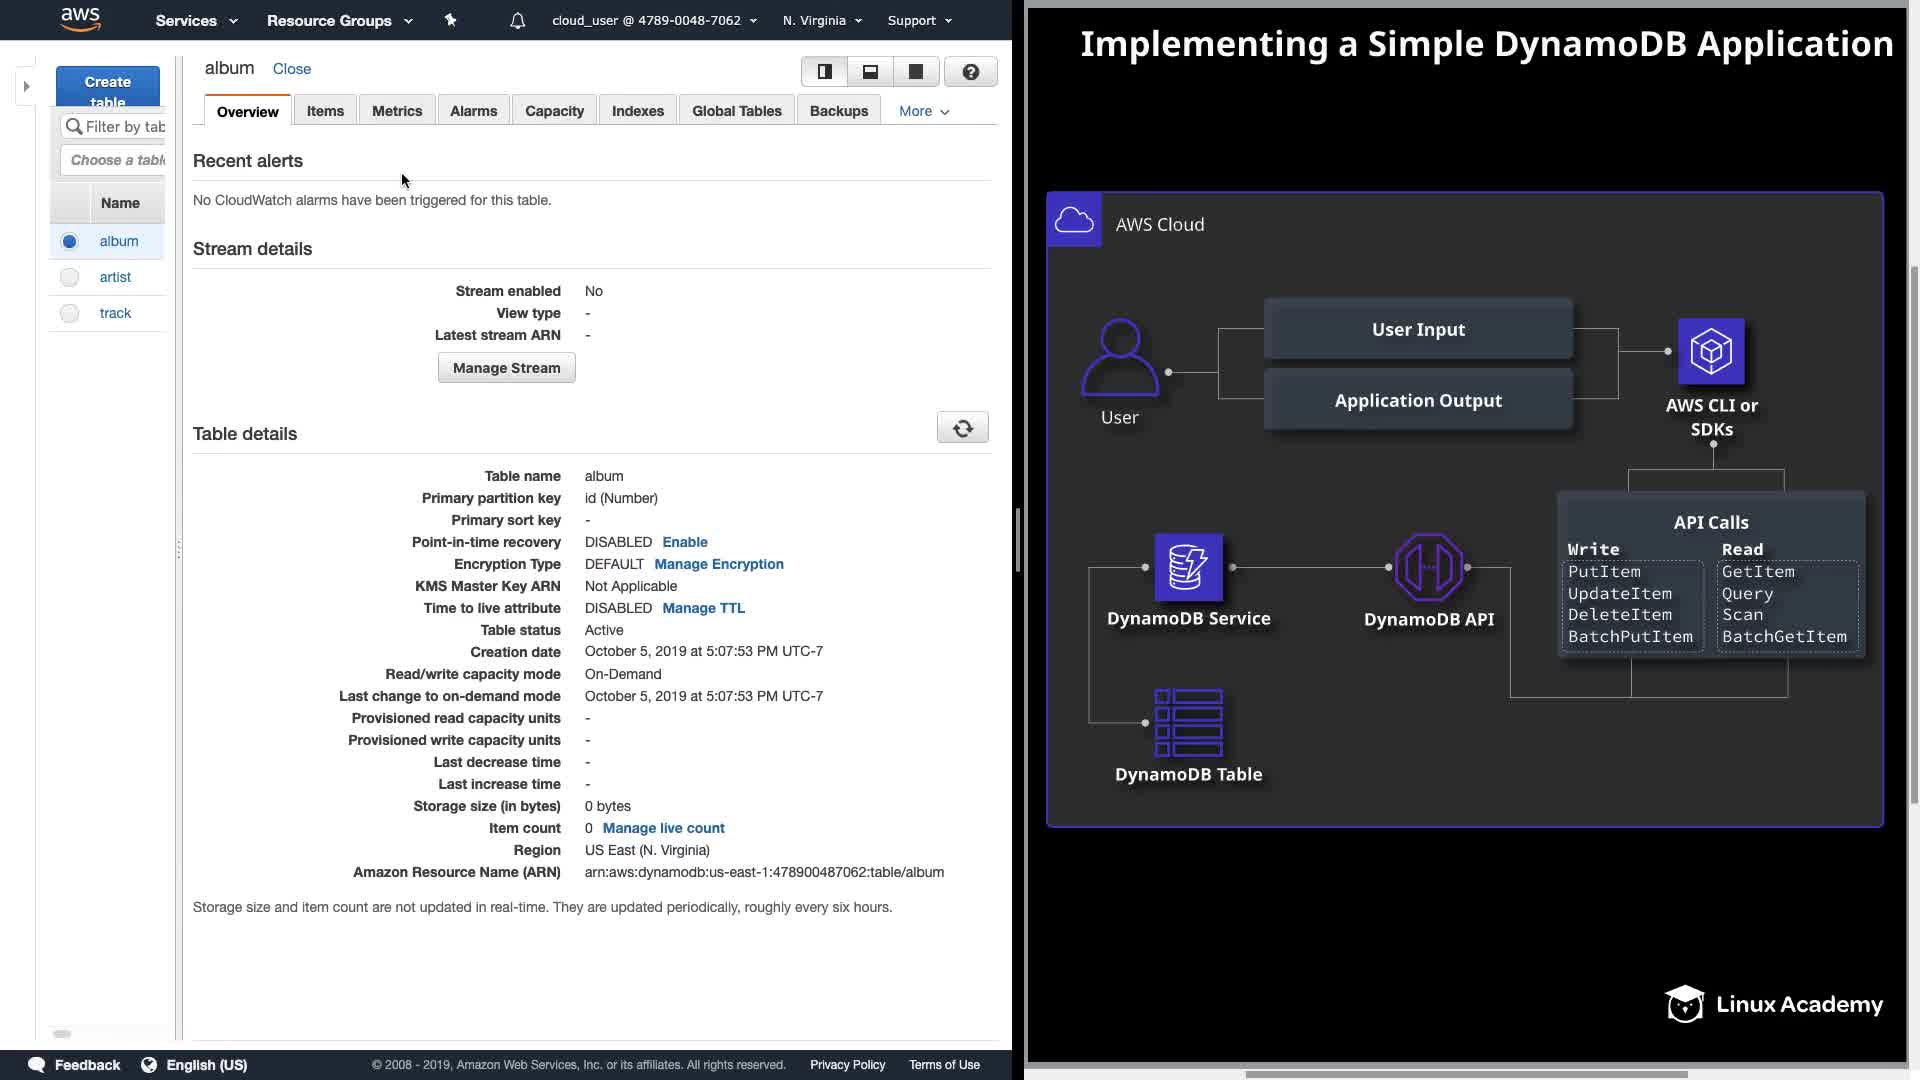 aws
Services
Resource Groups
cloud_user @ 4789-0048-7062
N. Virginia
Support
Create
table
Filter by tab
Choose a table
Name
album
artist
track
album Close
Overview
Items
Metrics
Alarms
Capacity
Indexes
Global Tables
Backups
More
Recent alerts
No CloudWatch alarms have been triggered for this table.
Stream details
Stream enabled No
View type -
Latest stream ARN -
Manage Stream
Table details
Table name album
Primary partition key id (Number)
Primary sort key -
Point-in-time recovery DISABLED Enable
Encryption Type DEFAULT Manage Encryption
KMS Master Key ARN Not Applicable
Time to live attribute DISABLED Manage TTL
Table status Active
Creation date October 5, 2019 at 5:07:53 PM UTC-7
Read/write capacity mode On-Demand
Last change to on-demand mode October 5, 2019 at 5:07:53 PM UTC-7
Provisioned read capacity units -
Provisioned write capacity units -
Last decrease time -
Last increase time -
Storage size (in bytes) 0 bytes
Item count 0 Manage live count
Region US East (N. Virginia)
Amazon Resource Name (ARN) arn:aws:dynamodb:us-east-1:478900487062:table/album
Storage size and item count are not updated in real-time. They are updated periodically, roughly every six hours.
Feedback
English (US)
© 2008 - 2019, Amazon Web Services, Inc. or its affiliates. All rights reserved.
Privacy Policy
Terms of Use
Implementing a Simple DynamoDB Application
AWS Cloud
User Input
Application Output
User
AWS CLI or
SDKs
API Calls
Write Read
PutItem GetItem
UpdateItem Query
DeleteItem Scan
BatchPutItem BatchGetItem
DynamoDB Service
DynamoDB API
DynamoDB Table
Linux Academy